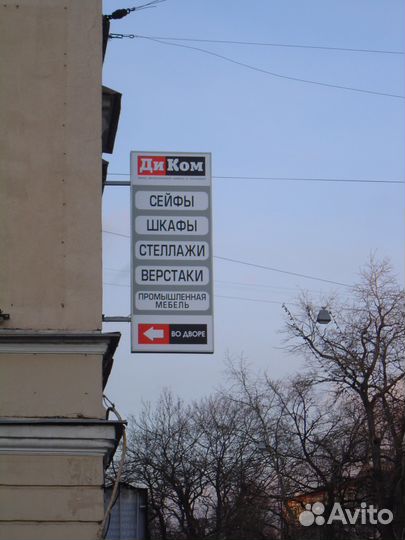 ДиКом
СЕЙФЫ
ШКАФЫ
СТЕЛЛАЖИ
ВЕРСТАКИ
ПРОМЫШЛЕННАЯ
МЕБЕЛЬ
ВО ДВОРЕ
Avito